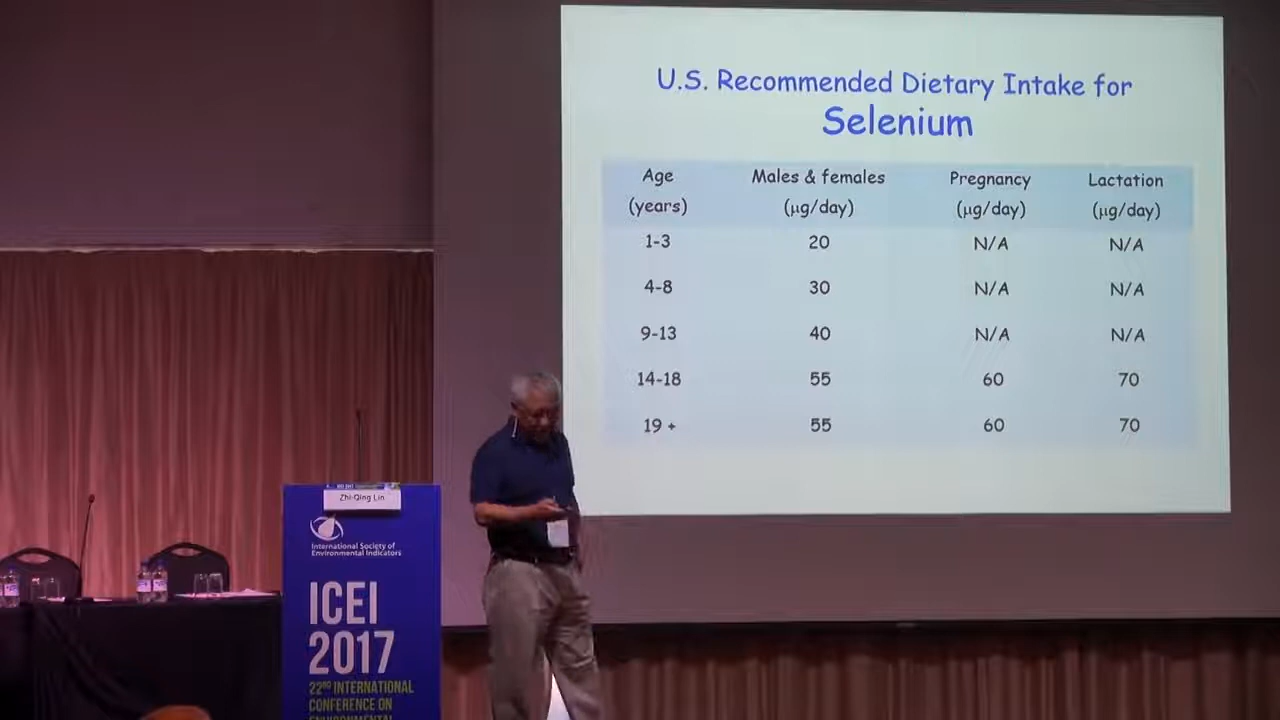 U.S. Recommended Dietary Intake for
Selenium
Age Males & females Pregnancy Lactation
(years) (µg/day) (µg/day) (µg/day)
1-3 20 N/A N/A
4-8 30 N/A N/A
9-13 40 N/A N/A
14-18 55 60 70
19 + 55 60 70
Zhi-Qing Lin
International Society of
Environmental Indicators
ICEI
2017
22ND INTERNATIONAL
CONFERENCE ON
ENVIRONMENTAL